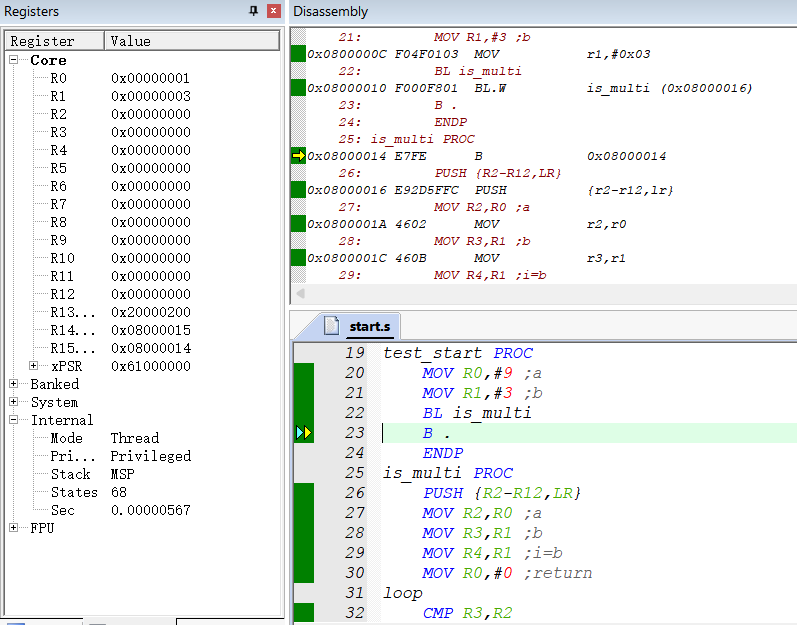 Registers
Register Value
Core
R0 0x00000001
R1 0x00000003
R2 0x00000000
R3 0x00000000
R4 0x00000000
R5 0x00000000
R6 0x00000000
R7 0x00000000
R8 0x00000000
R9 0x00000000
R10 0x00000000
R11 0x00000000
R12 0x00000000
R13... 0x20000200
R14... 0x08000015
R15... 0x08000014
xPSR 0x61000000
Banked
System
Internal
Mode Thread
Pri... Privileged
Stack MSP
States 68
Sec 0.00000567
FPU
Disassembly
21: MOV R1,#3 ;b
0x0800000C F04F0103 MOV r1,#0x03
22: BL is_multi
0x08000010 F000F801 BL.W is_multi (0x08000016)
23: B .
24: ENDP
25: is_multi PROC
0x08000014 E7FE B 0x08000014
26: PUSH {R2-R12,LR}
0x08000016 E92D5FFC PUSH {r2-r12,lr}
27: MOV R2,R0 ;a
0x0800001A 4602 MOV r2,r0
28: MOV R3,R1 ;b
0x0800001C 460B MOV r3,r1
29: MOV R4,R1 ;i=b
start.s
19 test_start PROC
20 MOV R0,#9 ;a
21 MOV R1,#3 ;b
22 BL is_multi
23 B .
24 ENDP
25 is_multi PROC
26 PUSH {R2-R12,LR}
27 MOV R2,R0 ;a
28 MOV R3,R1 ;b
29 MOV R4,R1 ;i=b
30 MOV R0,#0 ;return
31 loop
32 CMP R3,R2